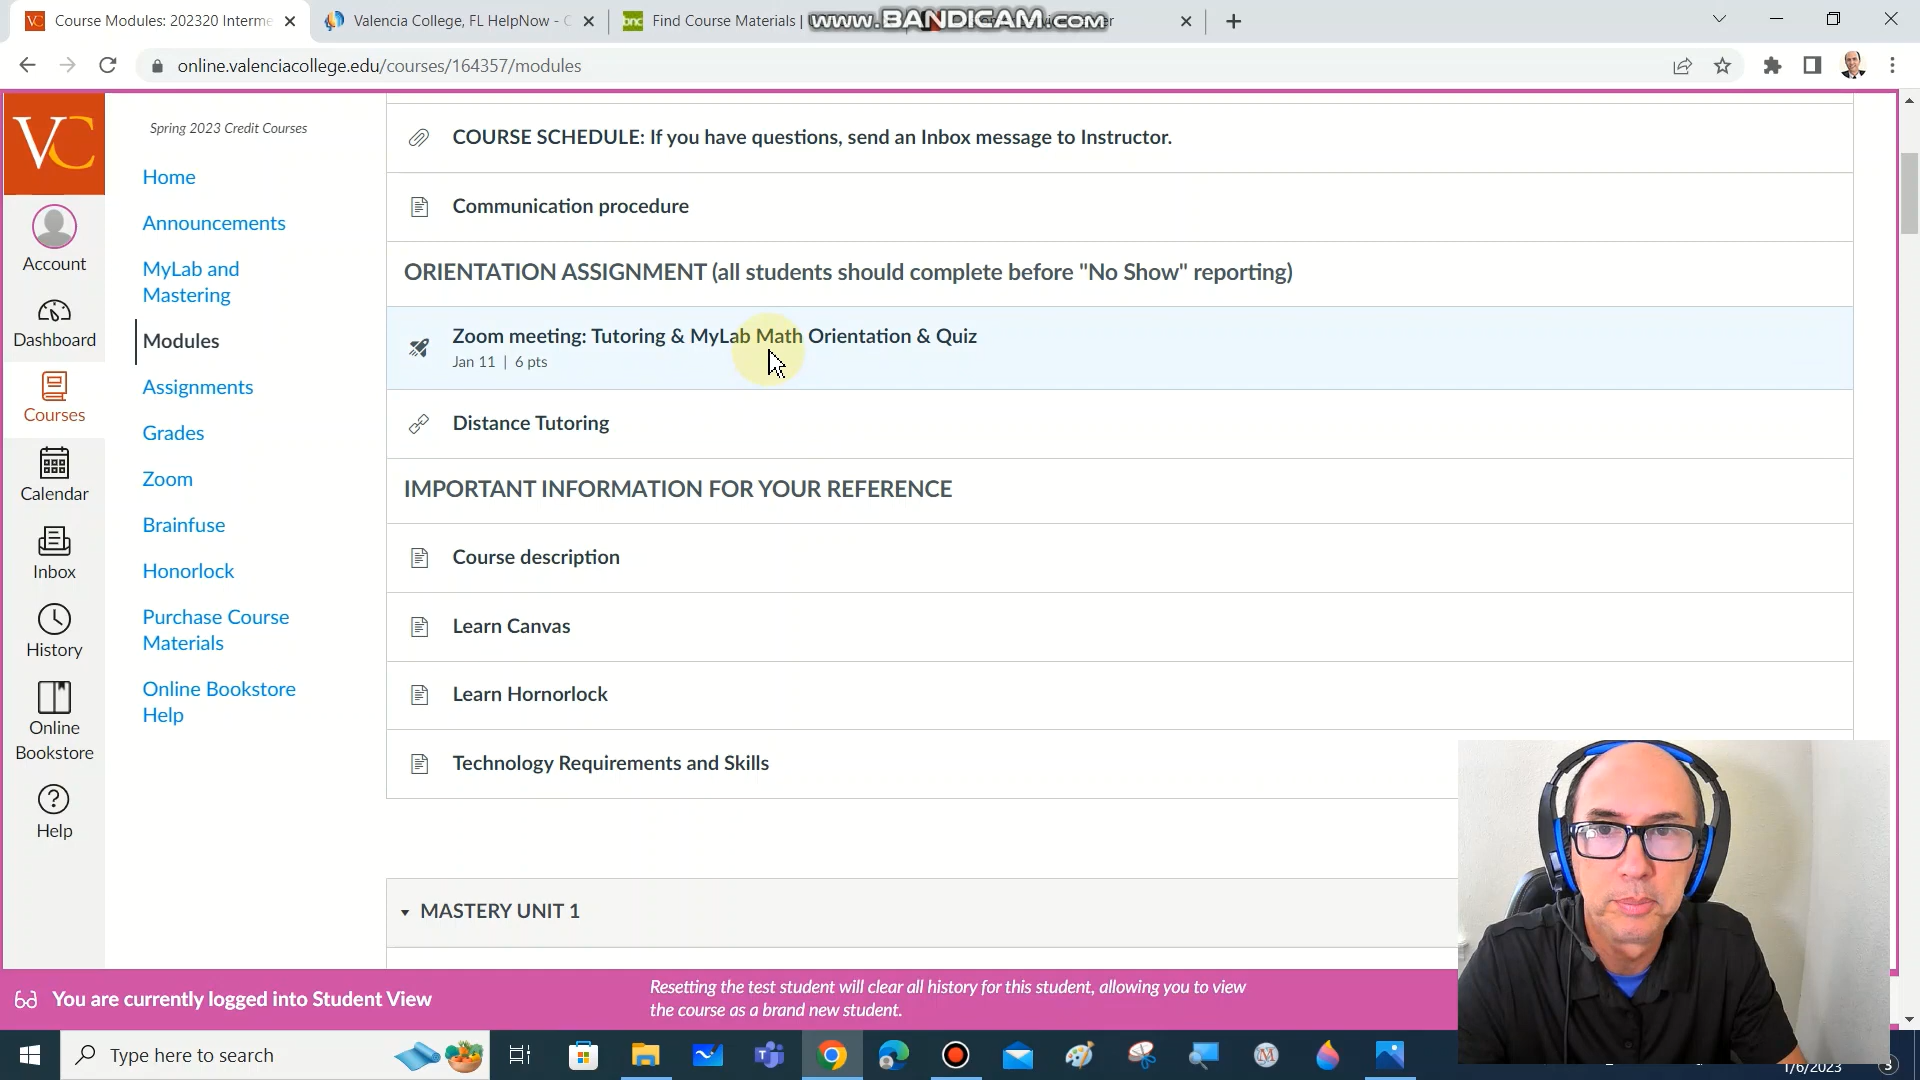 Course Modules: 202320 Interme
Valencia College, FL HelpNow - C
bnc
Find Course Materials |
www.BANDICAM.com
online.valenciacollege.edu/courses/164357/modules
VC
Account
Dashboard
Courses
Calendar
Inbox
History
Online
Bookstore
Help
Spring 2023 Credit Courses
Home
Announcements
MyLab and
Mastering
Modules
Assignments
Grades
Zoom
Brainfuse
Honorlock
Purchase Course
Materials
Online Bookstore
Help
COURSE SCHEDULE: If you have questions, send an Inbox message to Instructor.
Communication procedure
ORIENTATION ASSIGNMENT (all students should complete before "No Show" reporting)
Zoom meeting: Tutoring & MyLab Math Orientation & Quiz
Jan 11 | 6 pts
Distance Tutoring
IMPORTANT INFORMATION FOR YOUR REFERENCE
Course description
Learn Canvas
Learn Hornorlock
Technology Requirements and Skills
MASTERY UNIT 1
You are currently logged into Student View
Resetting the test student will clear all history for this student, allowing you to view
the course as a brand new student.
Type here to search
1/6/2023
3